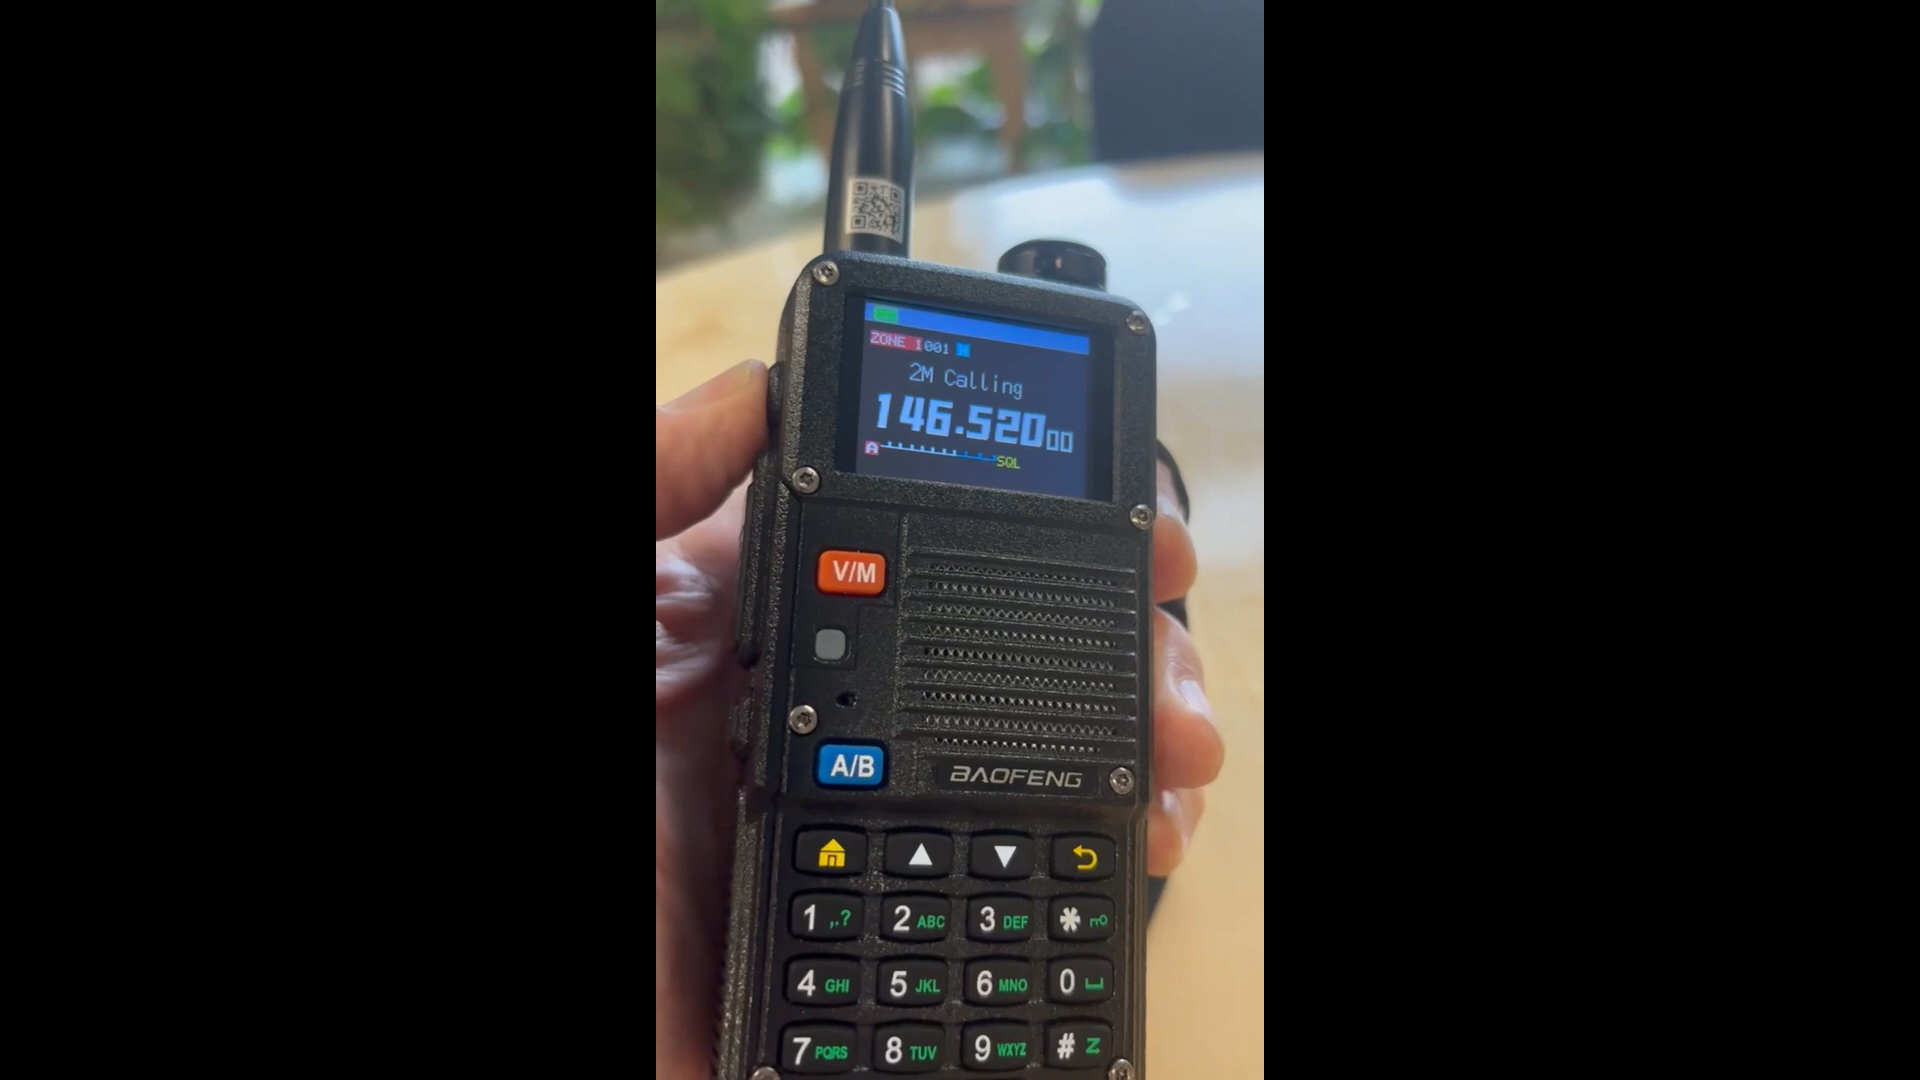 ZONE 1 001 H
2M Calling
146.52000
A SQL
V/M
A/B
BAOFENG
1 ,.? 2 ABC 3 DEF *
4 GHI 5 JKL 6 MNO 0
7 PQRS 8 TUV 9 WXYZ #